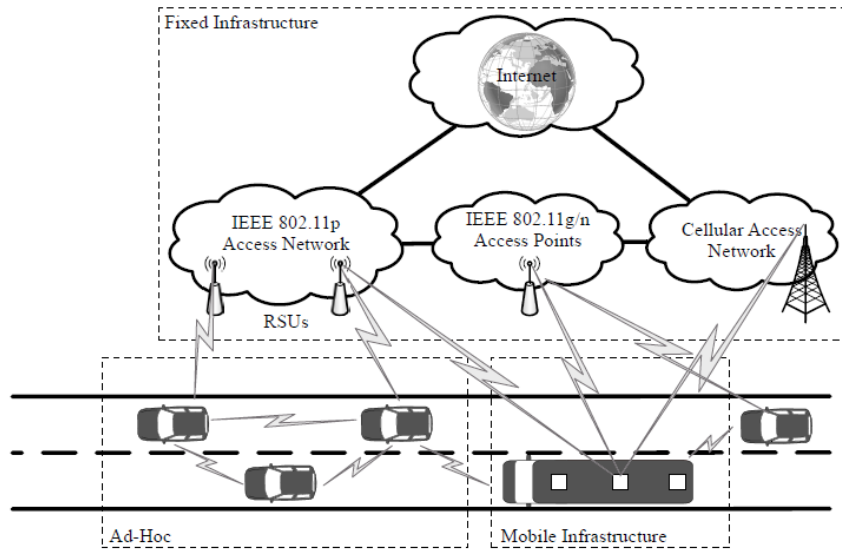 Fixed Infrastructure
Internet
IEEE 802.11p
Access Network
IEEE 802.11g/n
Access Points
Cellular Access
Network
RSUs
Ad-Hoc
Mobile Infrastructure